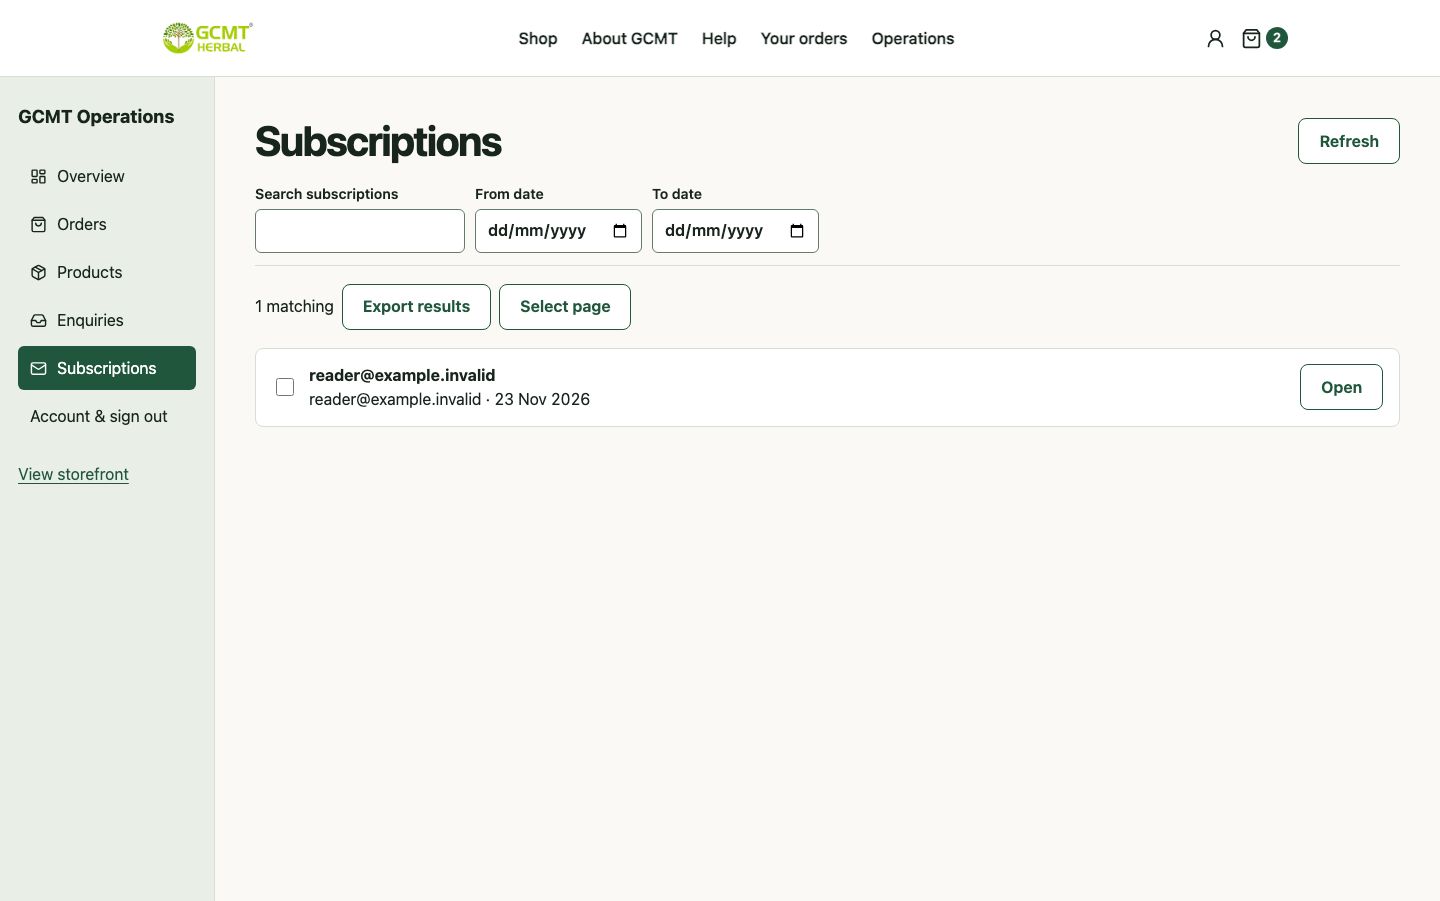 GCMT®
HERBAL
Shop
About GCMT
Help
Your orders
Operations
2
GCMT Operations
Overview
Orders
Products
Enquiries
Subscriptions
Account & sign out
View storefront
Subscriptions
Refresh
Search subscriptions
From date
To date
dd/mm/yyyy
dd/mm/yyyy
1 matching
Export results
Select page
reader@example.invalid
reader@example.invalid · 23 Nov 2026
Open